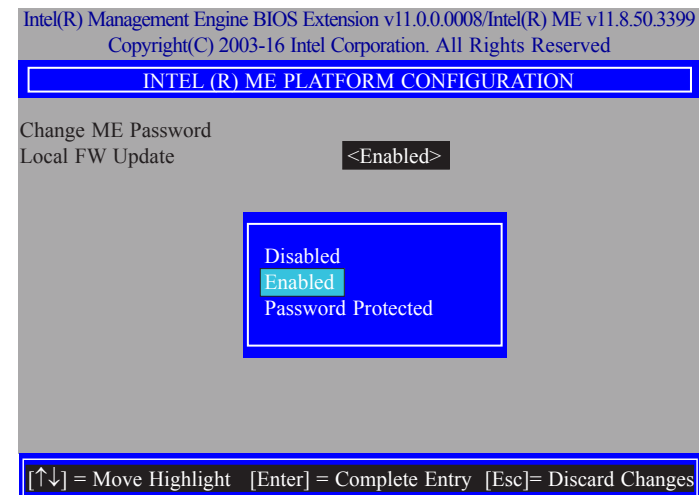 Intel(R) Management Engine BIOS Extension v11.0.0.0008/Intel(R) ME v11.8.50.3399
Copyright(C) 2003-16 Intel Corporation. All Rights Reserved
INTEL (R) ME PLATFORM CONFIGURATION
Change ME Password
Local FW Update <Enabled>
Disabled
Enabled
Password Protected
[↑↓] = Move Highlight [Enter] = Complete Entry [Esc]= Discard Changes